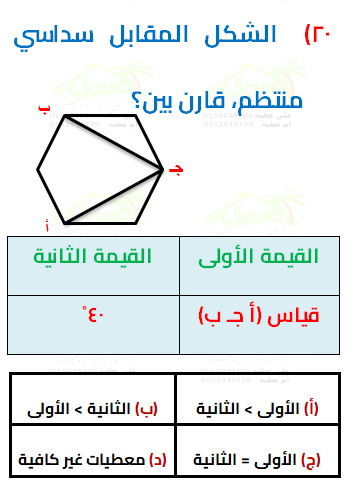 ٢٠) الشكل المقابل سداسي
منتظم، قارن بين؟
ب
جـ
أ
القيمة الأولى
القيمة الثانية
قياس (أ جـ ب)
٤٠°
(أ) الأولى > الثانية
(ب) الثانية > الأولى
(ج) الأولى = الثانية
(د) معطيات غير كافية